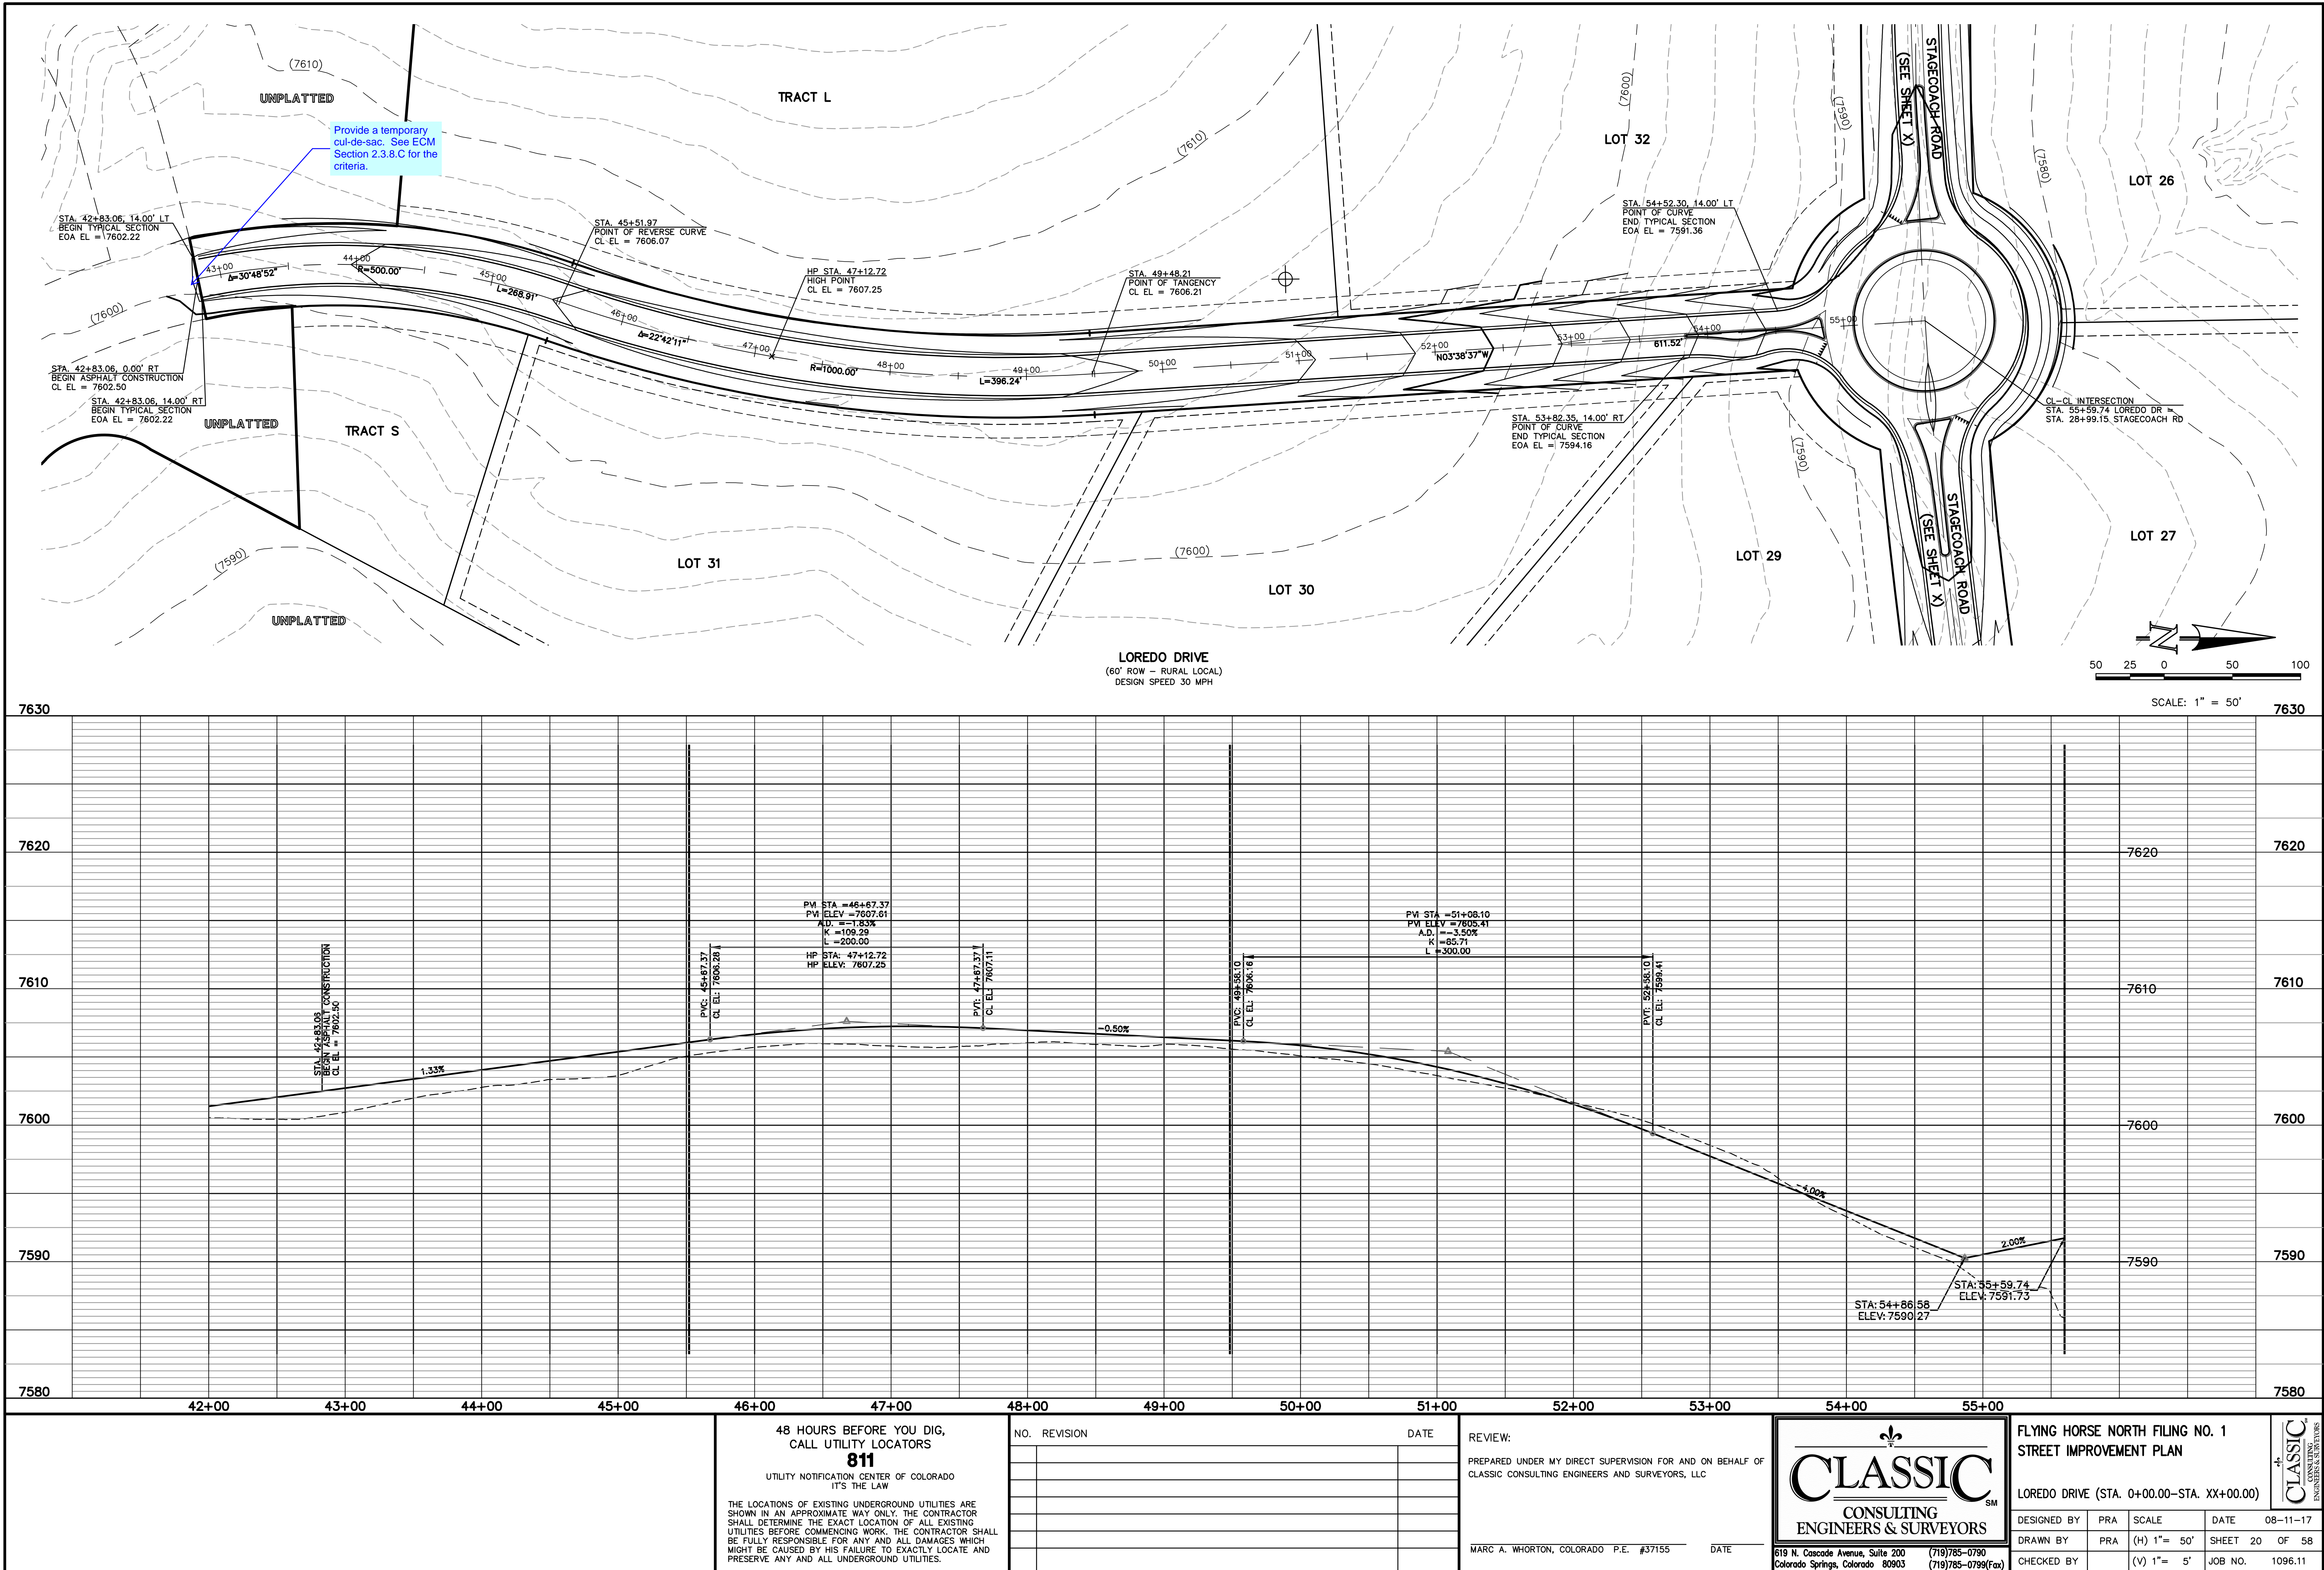 (7610)
UNPLATTED
TRACT L
Provide a temporary
cul-de-sac. See ECM
Section 2.3.8.C for the
criteria.
(7610)
(7600)
LOT 32
(7590)
(SEE SHEET X)
STAGECOACH ROAD
(7580)
LOT 26
STA. 42+83.06, 14.00' LT
BEGIN TYPICAL SECTION
EOA EL = 7602.22
STA. 45+51.97
POINT OF REVERSE CURVE
CL EL = 7606.07
HP STA. 47+12.72
HIGH POINT
CL EL = 7607.25
STA. 49+48.21
POINT OF TANGENCY
CL EL = 7606.21
STA. 54+52.30, 14.00' LT
POINT OF CURVE
END TYPICAL SECTION
EOA EL = 7591.36
43+00
Δ=30°48'52"
44+00
R=500.00'
45+00
L=268.91'
46+00
Δ=22°42'11"
47+00
R=1000.00'
48+00
49+00
L=396.24'
50+00
51+00
52+00
N03°38'37"W
53+00
611.52'
54+00
55+00
(7600)
STA. 42+83.06, 0.00' RT
BEGIN ASPHALT CONSTRUCTION
CL EL = 7602.50
STA. 42+83.06, 14.00' RT
BEGIN TYPICAL SECTION
EOA EL = 7602.22
UNPLATTED
TRACT S
STA. 53+82.35, 14.00' RT
POINT OF CURVE
END TYPICAL SECTION
EOA EL = 7594.16
CL-CL INTERSECTION
STA. 55+59.74 LOREDO DR =
STA. 28+99.15 STAGECOACH RD
(7590)
(7590)
LOT 31
(7600)
LOT 30
LOT 29
(SEE SHEET X)
STAGECOACH ROAD
LOT 27
UNPLATTED
N
LOREDO DRIVE
(60' ROW - RURAL LOCAL)
DESIGN SPEED 30 MPH
50 25 0 50 100
SCALE: 1" = 50'
7630 7630
7620 7620 7620
PVI STA =46+67.37
PVI ELEV =7607.61
A.D. =-1.83%
K =109.29
L =200.00
HP STA: 47+12.72
HP ELEV: 7607.25
PVI STA =51+08.10
PVI ELEV =7605.41
A.D. =-3.50%
K =85.71
L =300.00
STA. 42+83.06
BEGIN ASPHALT CONSTRUCTION
CL EL = 7602.50
PVC: 45+67.37
CL EL: 7606.28
PVT: 47+67.37
CL EL: 7607.11
PVC: 49+58.10
CL EL: 7606.16
PVT: 52+58.10
CL EL: 7599.41
7610 7610 7610
1.33%
-0.50%
7600 7600 7600
-4.00%
2.00%
7590 7590 7590
STA: 55+59.74
ELEV: 7591.73
STA: 54+86.58
ELEV: 7590.27
7580 7580
42+00 43+00 44+00 45+00 46+00 47+00 48+00 49+00 50+00 51+00 52+00 53+00 54+00 55+00
48 HOURS BEFORE YOU DIG,
CALL UTILITY LOCATORS
811
UTILITY NOTIFICATION CENTER OF COLORADO
IT'S THE LAW
THE LOCATIONS OF EXISTING UNDERGROUND UTILITIES ARE
SHOWN IN AN APPROXIMATE WAY ONLY. THE CONTRACTOR
SHALL DETERMINE THE EXACT LOCATION OF ALL EXISTING
UTILITIES BEFORE COMMENCING WORK. THE CONTRACTOR SHALL
BE FULLY RESPONSIBLE FOR ANY AND ALL DAMAGES WHICH
MIGHT BE CAUSED BY HIS FAILURE TO EXACTLY LOCATE AND
PRESERVE ANY AND ALL UNDERGROUND UTILITIES.
NO. REVISION DATE
REVIEW:
PREPARED UNDER MY DIRECT SUPERVISION FOR AND ON BEHALF OF
CLASSIC CONSULTING ENGINEERS AND SURVEYORS, LLC
MARC A. WHORTON, COLORADO P.E. #37155 DATE
CLASSIC SM
CONSULTING
ENGINEERS & SURVEYORS
619 N. Cascade Avenue, Suite 200 (719)785-0790
Colorado Springs, Colorado 80903 (719)785-0799(Fax)
FLYING HORSE NORTH FILING NO. 1
STREET IMPROVEMENT PLAN
LOREDO DRIVE (STA. 0+00.00-STA. XX+00.00)
CLASSIC
CONSULTING
ENGINEERS & SURVEYORS
DESIGNED BY PRA SCALE DATE 08-11-17
DRAWN BY PRA (H) 1"= 50' SHEET 20 OF 58
CHECKED BY (V) 1"= 5' JOB NO. 1096.11